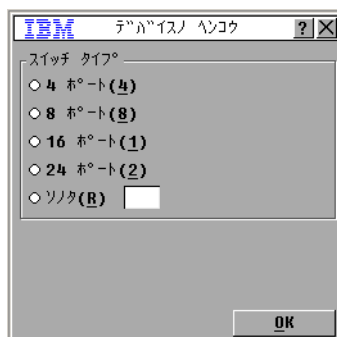 IBM ﾃﾞﾊﾞｲｽﾉ ﾍﾝｺｳ ? X
ｽｲｯﾁ ﾀｲﾌﾟ
4 ﾎﾟｰﾄ(4)
8 ﾎﾟｰﾄ(8)
16 ﾎﾟｰﾄ(1)
24 ﾎﾟｰﾄ(2)
ｿﾉﾀ(R)
OK